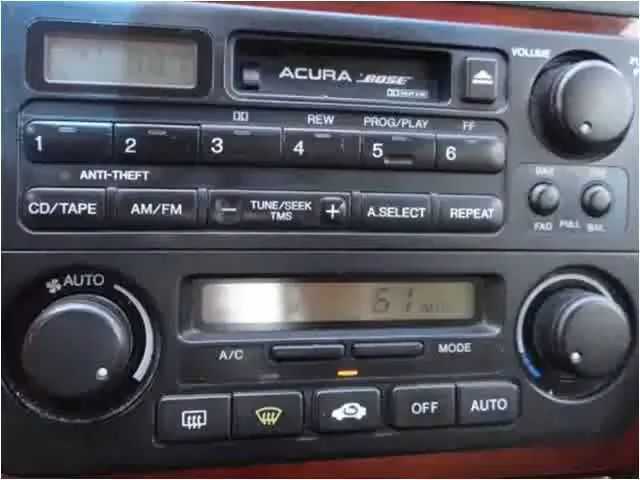 VOLUME
ACURA BOSE
REW PROG/PLAY FF
1 2 3 4 5 6
ANTI-THEFT
CD/TAPE AM/FM − TUNE/SEEK TMS + A.SELECT REPEAT
FAD PULL BAL
AUTO
61
A/C MODE
OFF AUTO